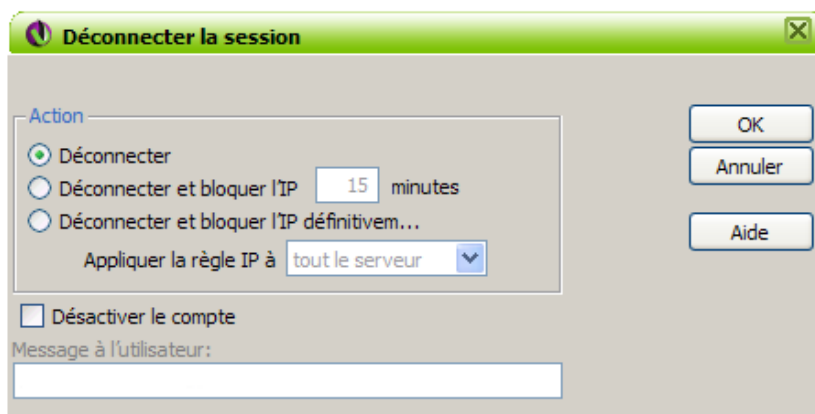 Déconnecter la session
Action
Déconnecter
Déconnecter et bloquer l'IP 15 minutes
Déconnecter et bloquer l'IP définitivem...
Appliquer la règle IP à tout le serveur
Désactiver le compte
Message à l'utilisateur:
OK
Annuler
Aide